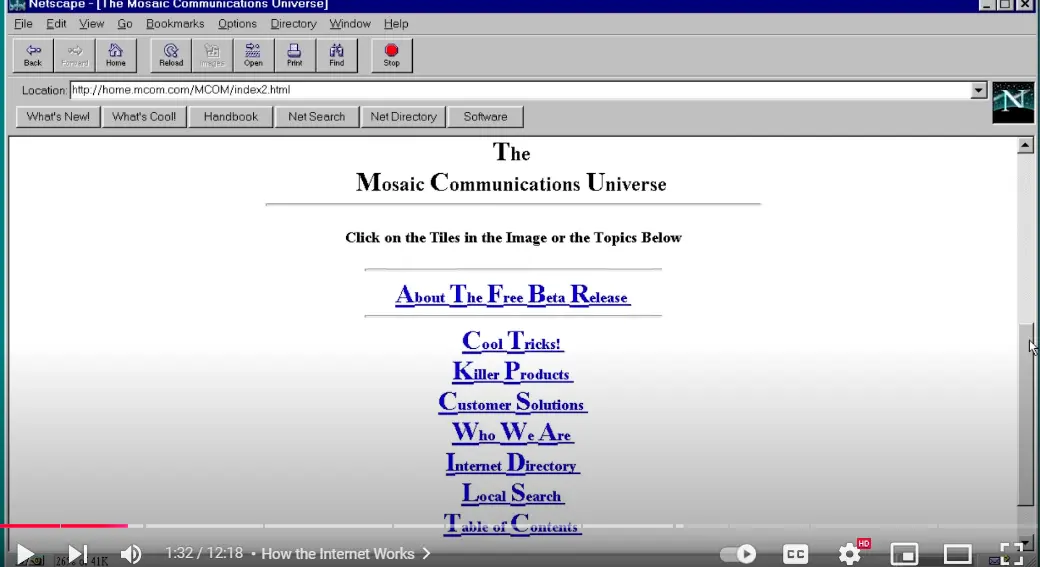 Netscape - [The Mosaic Communications Universe]
File Edit View Go Bookmarks Options Directory Window Help
Back Forward Home Reload Images Open Print Find Stop
Location: http://home.mcom.com/MCOM/index2.html
N
What's New! What's Cool! Handbook Net Search Net Directory Software
The
Mosaic Communications Universe
Click on the Tiles in the Image or the Topics Below
About The Free Beta Release
Cool Tricks!
Killer Products
Customer Solutions
Who We Are
Internet Directory
Local Search
Table of Contents
1:32 / 12:18 • How the Internet Works
CC
HD
of 41K